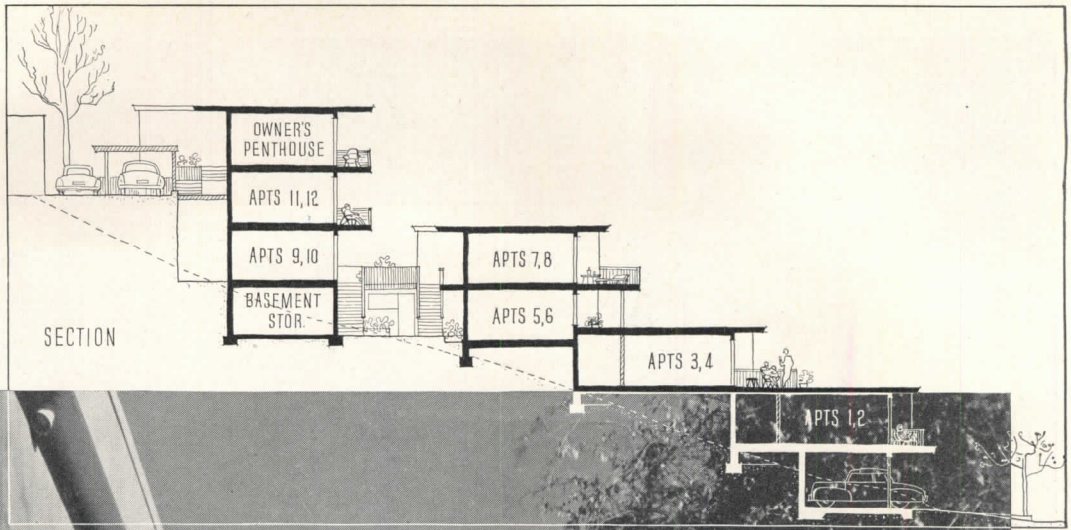 OWNER'S
PENTHOUSE
APTS 11,12
APTS 9,10
BASEMENT
STOR.
SECTION
APTS 7,8
APTS 5,6
APTS 3,4
APTS 1,2